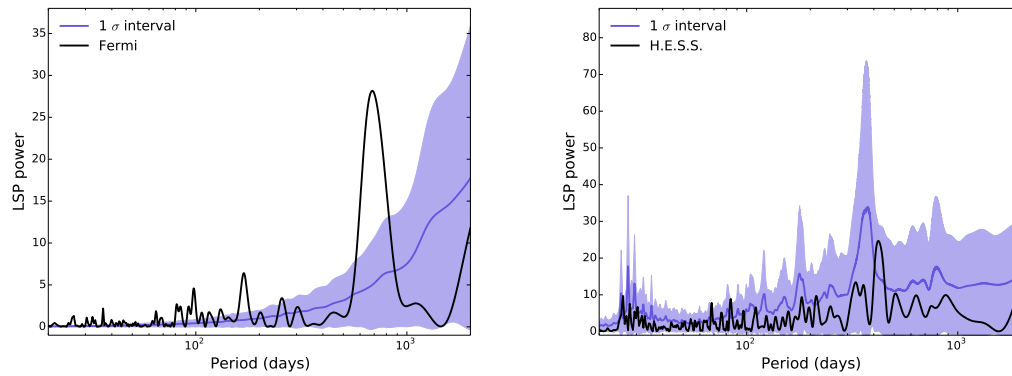 1 σ interval
Fermi
LSP power
35
30
25
20
15
10
5
0
10²
10³
Period (days)
1 σ interval
H.E.S.S.
LSP power
80
70
60
50
40
30
20
10
0
10²
10³
Period (days)